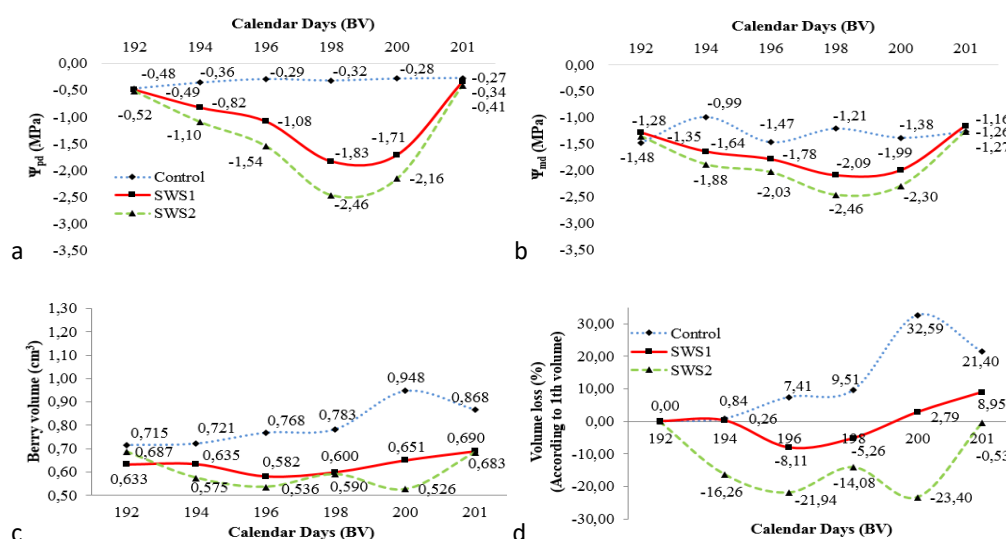 a
Calendar Days (BV)
192 194 196 198 200 201
Ψpd (MPa)
0,00
-0,50
-1,00
-1,50
-2,00
-2,50
-3,00
-3,50
-0,48 -0,36 -0,29 -0,32 -0,28 -0,27
-0,49 -0,82 -1,08 -1,83 -1,71 -0,34
-0,52 -1,10 -1,54 -2,46 -2,16 -0,41
Control
SWS1
SWS2
b
Calendar Days (BV)
192 194 196 198 200 201
Ψmd (MPa)
0,00
-0,50
-1,00
-1,50
-2,00
-2,50
-3,00
-3,50
-1,48 -0,99 -1,47 -1,21 -1,38 -1,26
-1,28 -1,64 -1,78 -2,09 -1,99 -1,16
-1,35 -1,88 -2,03 -2,46 -2,30 -1,27
c
Berry volume (cm³)
1,30
1,20
1,10
1,00
0,90
0,80
0,70
0,60
0,50
0,715 0,721 0,768 0,783 0,948 0,868
0,633 0,635 0,582 0,600 0,651 0,690
0,687 0,575 0,536 0,590 0,526 0,683
192 194 196 198 200 201
Calendar Days (BV)
d
Volume loss (%)
(According to 1th volume)
30,00
20,00
10,00
0,00
-10,00
-20,00
-30,00
Control
SWS1
SWS2
0,00 0,84 7,41 9,51 32,59 21,40
0,26 -8,11 -5,26 2,79 8,95
-16,26 -21,94 -14,08 -23,40 -0,53
192 194 196 198 200 201
Calendar Days (BV)